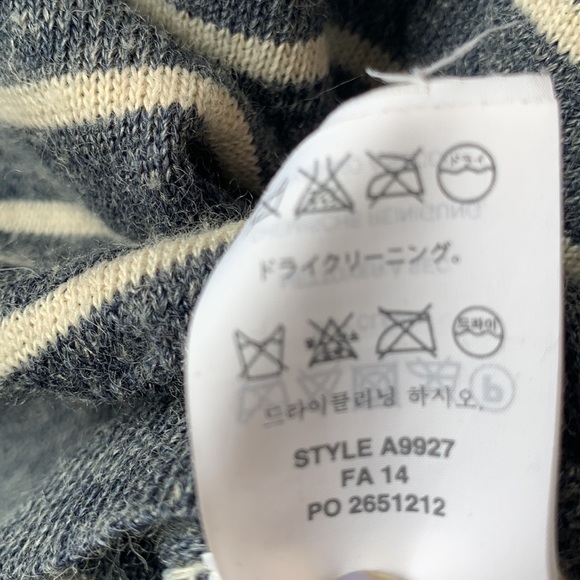 ドライ
ドライクリーニング。
드라이
드라이클리닝 하시오.
STYLE A9927
FA 14
PO 2651212